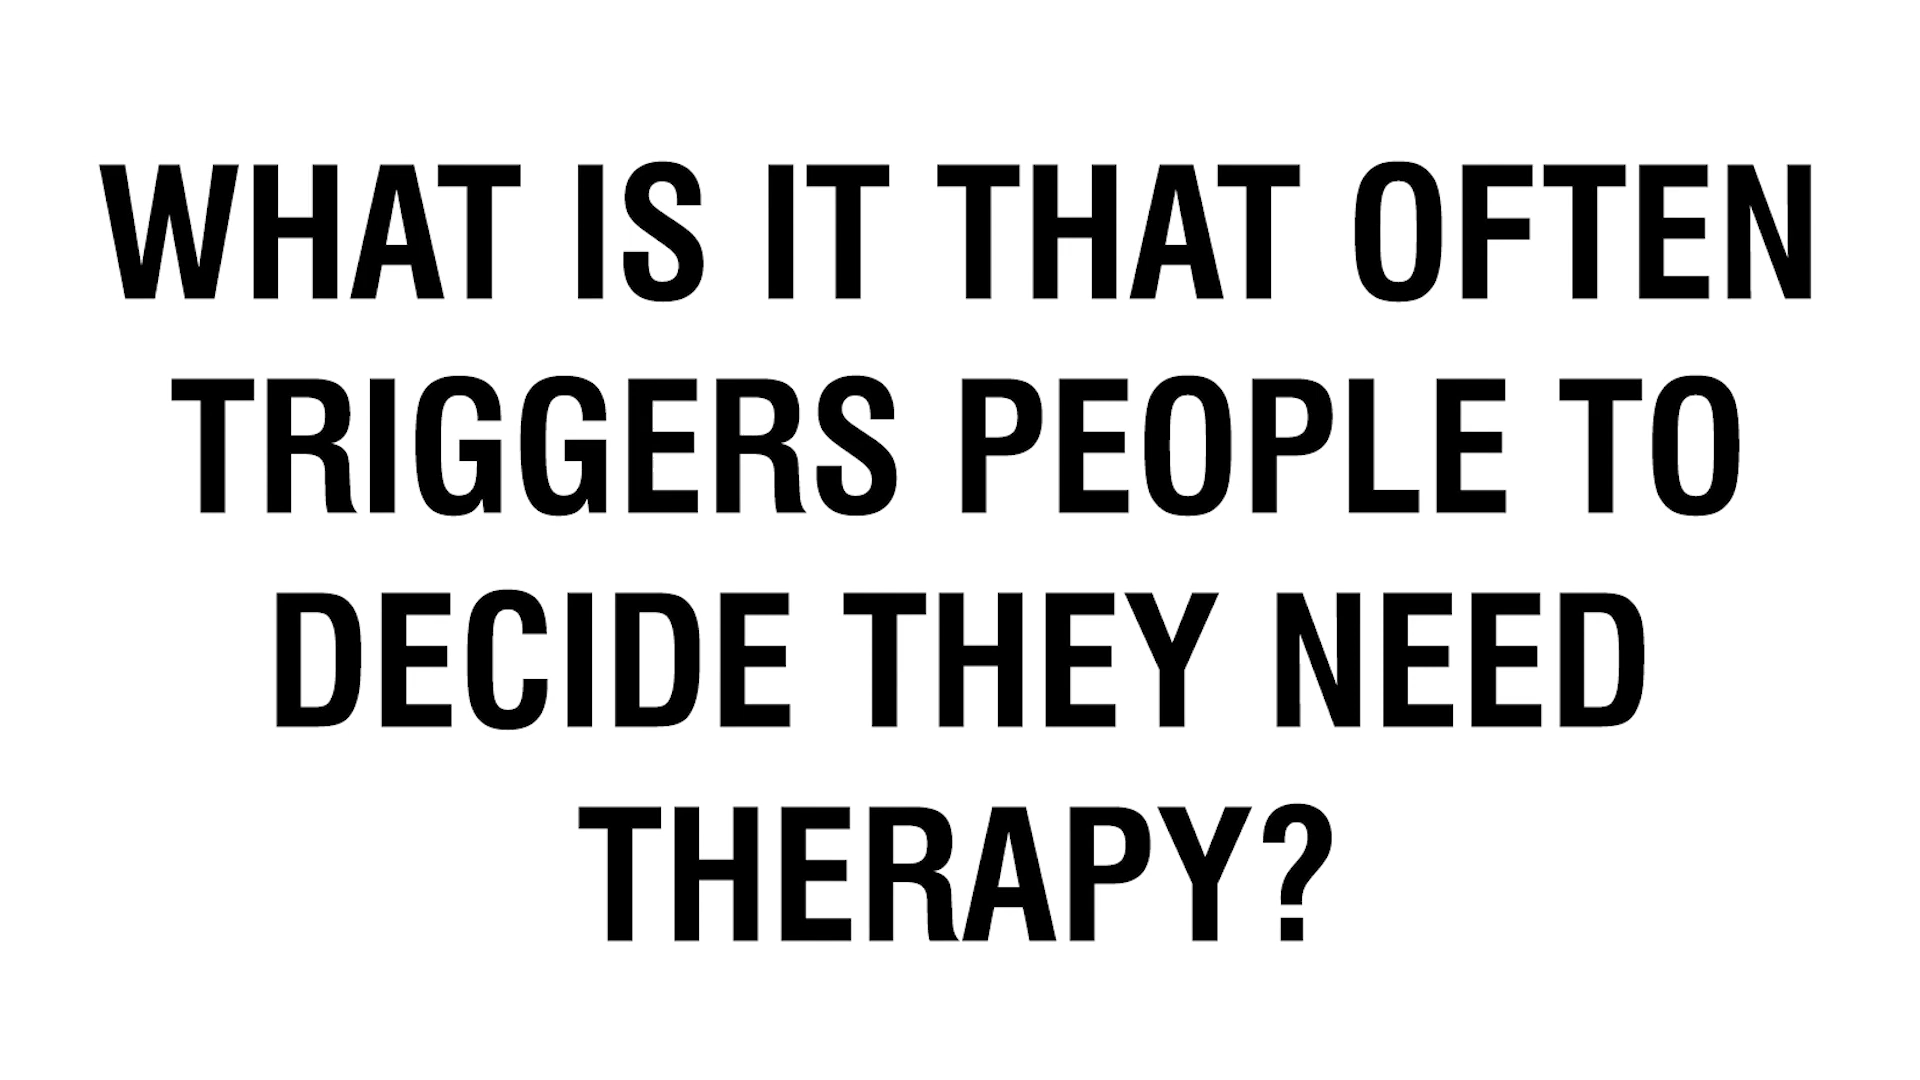 WHAT IS IT THAT OFTEN
TRIGGERS PEOPLE TO
DECIDE THEY NEED
THERAPY?